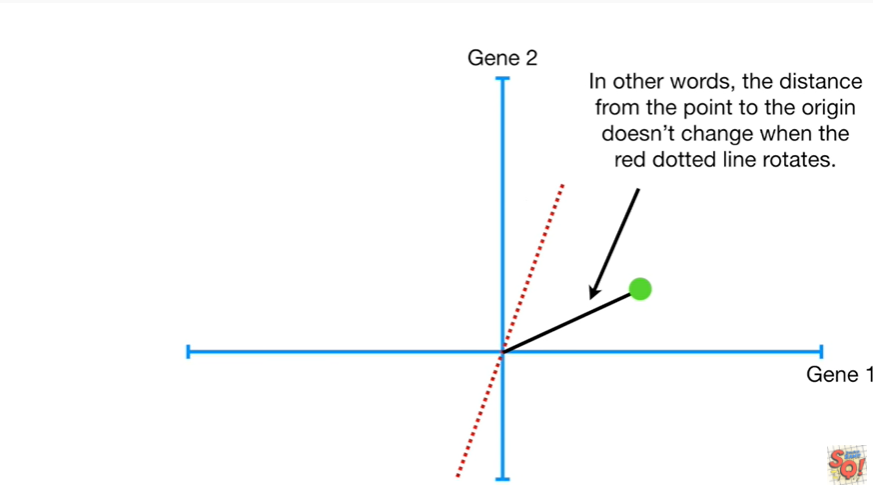 Gene 2
In other words, the distance
from the point to the origin
doesn’t change when the
red dotted line rotates.
Gene 1
SQ!